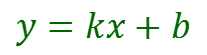 y = kx + b